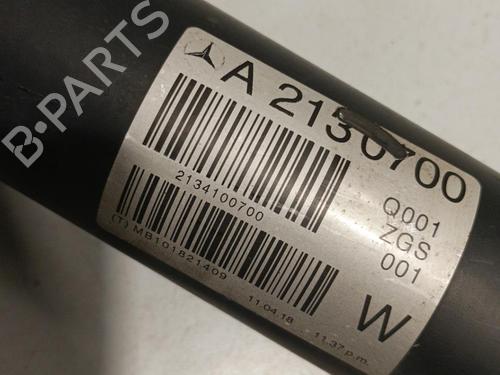 B-PARTS
A 2130700
2134100700
(T) MB101821409
11.04.18 11.37 p.m.
Q001
ZGS
001
W